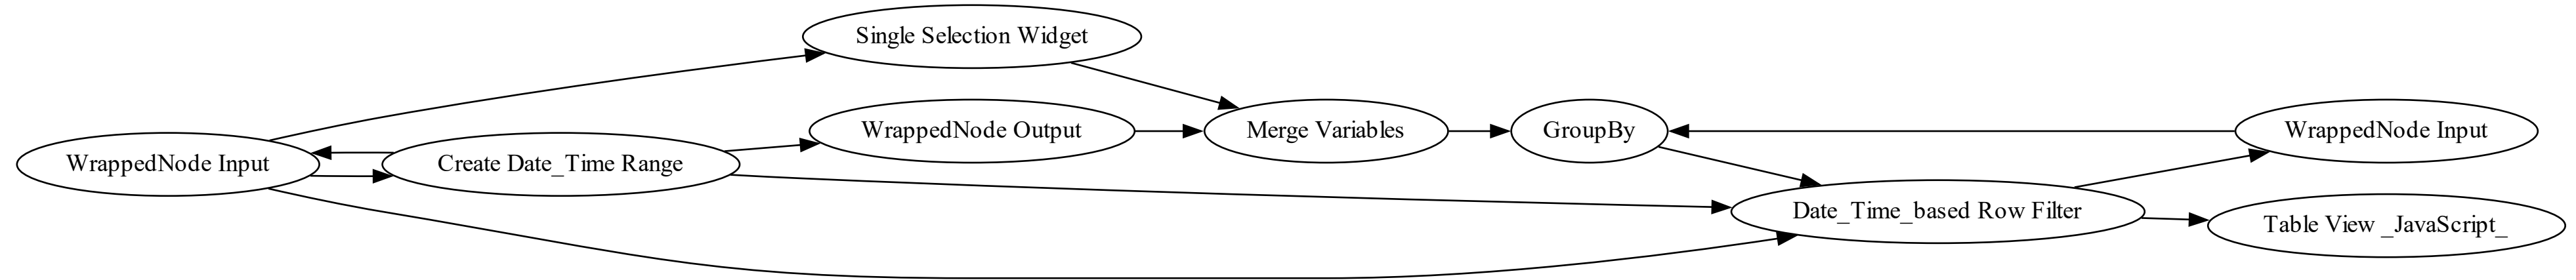 Single Selection Widget
WrappedNode Output
Merge Variables
GroupBy
WrappedNode Input
WrappedNode Input
Create Date_Time Range
Date_Time_based Row Filter
Table View _JavaScript_